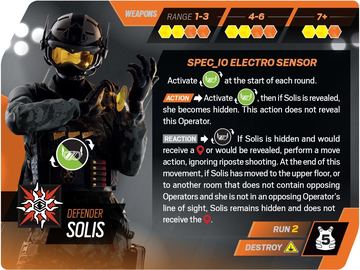 WEAPONS RANGE 1-3 4-6 7+
SPEC_IO ELECTRO SENSOR
Activate at the start of each round.
ACTION Activate , then if Solis is revealed,
she becomes hidden. This action does not reveal
this Operator.
REACTION If Solis is hidden and would
receive a or would be revealed, perform a move
action, ignoring riposte shooting. At the end of this
movement, if Solis has moved to the upper floor, or
to another room that does not contain opposing
Operators and she is not in an opposing Operator's
line of sight, Solis remains hidden and does not
receive the .
DEFENDER
SOLIS
RUN 2
DESTROY
5